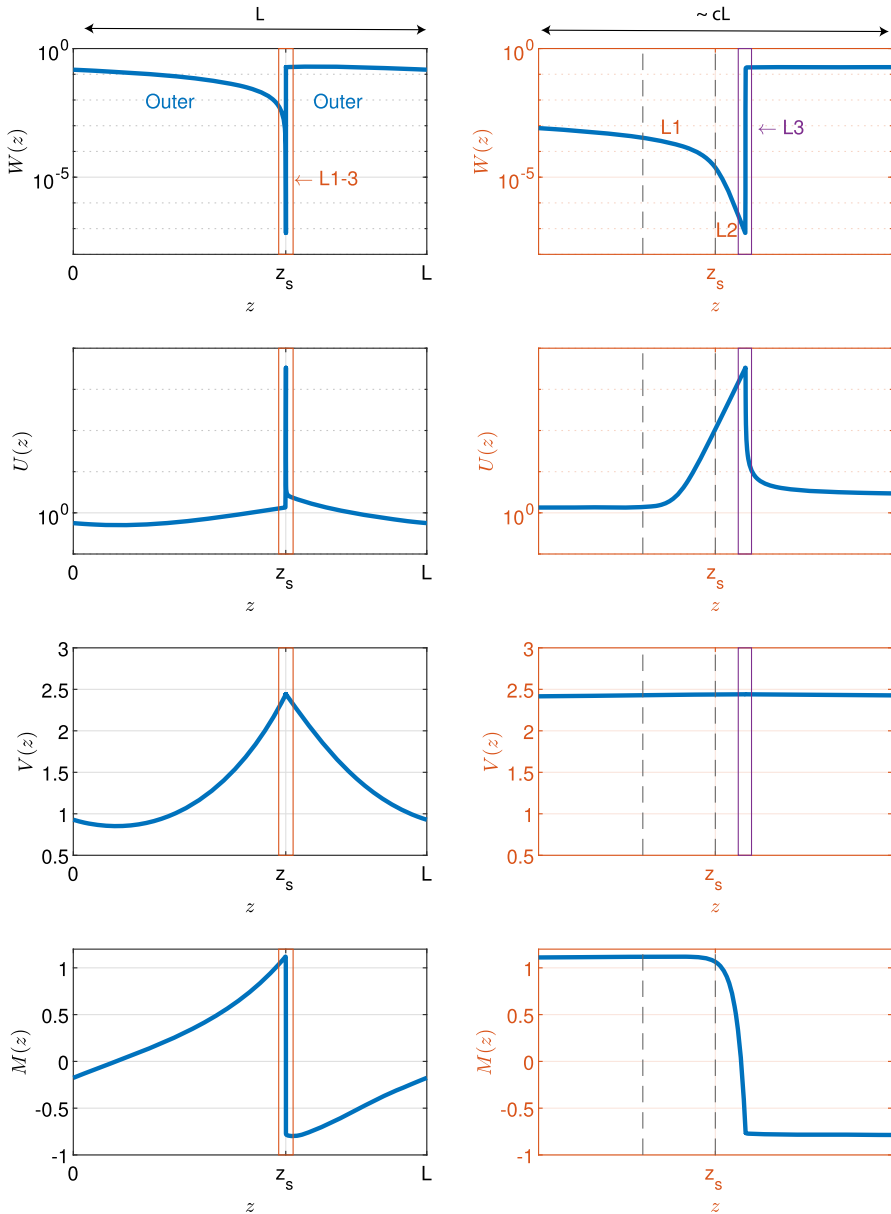 L
~ cL
10^0
10^-5
W(z)
Outer
Outer
← L1-3
0
z_s
L
z
10^0
10^-5
W(z)
L1
← L3
L2
z_s
z
U(z)
10^0
0
z_s
L
z
U(z)
10^0
z_s
z
3
2.5
2
1.5
1
0.5
V(z)
0
z_s
L
z
3
2.5
2
1.5
1
0.5
V(z)
z_s
z
1
0.5
0
-0.5
-1
M(z)
0
z_s
L
z
1
0.5
0
-0.5
-1
M(z)
z_s
z